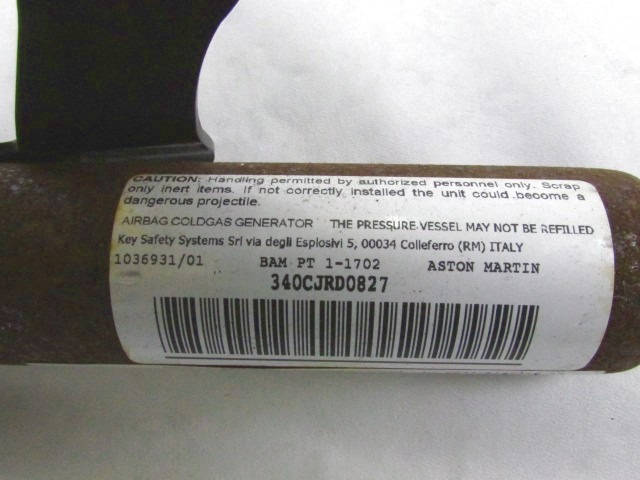 CAUTION: Handling permitted by authorized personnel only. Scrap
only inert items. If not correctly installed the unit could become a
dangerous projectile.
AIRBAG COLDGAS GENERATOR THE PRESSURE VESSEL MAY NOT BE REFILLED
Key Safety Systems Srl via degli Esplosivi 5, 00034 Colleferro (RM) ITALY
1036931/01 BAM PT 1-1702 ASTON MARTIN
340CJRD0827